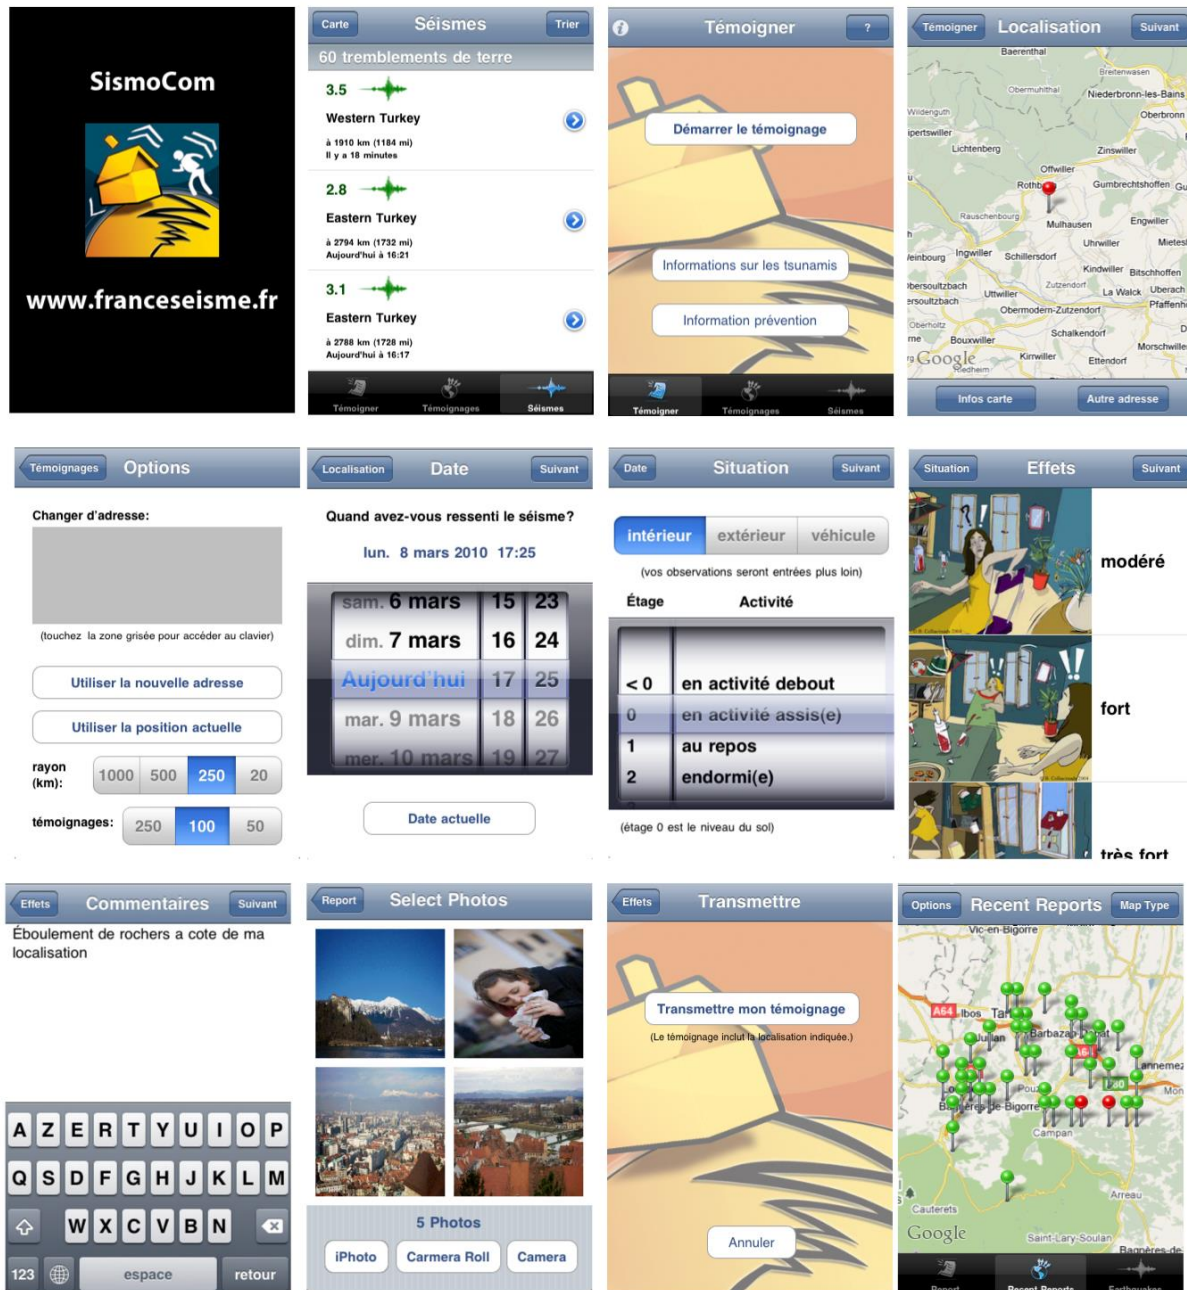 SismoCom
www.franceseisme.fr
Carte
Séismes
Trier
60 tremblements de terre
3.5
Western Turkey
à 1910 km (1184 mi)
Il y a 18 minutes
2.8
Eastern Turkey
à 2794 km (1732 mi)
Aujourd'hui à 16:21
3.1
Eastern Turkey
à 2788 km (1728 mi)
Aujourd'hui à 16:17
Témoigner
Témoignages
Séismes
Témoigner
?
Démarrer le témoignage
Informations sur les tsunamis
Information prévention
Témoigner
Témoignages
Séismes
Témoigner
Localisation
Suivant
Baerenthal
Breitenwasen
Obermuhlthal
Niederbronn-les-Bains
Wildenguth
Oberbronn
Lichtenberg
Zinswiller
Offwiller
Gumbrechtshoffen
Rauschenbourg
Mulhausen
Engwiller
Uhrwiller
Ingwiller
Schillersdorf
Kindwiller
Bitschhoffen
Uttwiller
Zutzendorf
La Walck
Uberach
Obermodern-Zutzendorf
Schalkendorf
Bouxwiller
Kirrwiller
Ettendorf
Google
Infos carte
Autre adresse
Témoignages
Options
Changer d'adresse:
(touchez la zone grisée pour accéder au clavier)
Utiliser la nouvelle adresse
Utiliser la position actuelle
rayon
(km):
1000 500 250 20
témoignages:
250 100 50
Localisation
Date
Suivant
Quand avez-vous ressenti le séisme?
lun. 8 mars 2010 17:25
sam. 6 mars 15 23
dim. 7 mars 16 24
Aujourd'hui 17 25
mar. 9 mars 18 26
mer. 10 mars 19 27
Date actuelle
Date
Situation
Suivant
intérieur extérieur véhicule
(vos observations seront entrées plus loin)
Étage Activité
< 0 en activité debout
0 en activité assis(e)
1 au repos
2 endormi(e)
(étage 0 est le niveau du sol)
Situation
Effets
Suivant
modéré
fort
très fort
Effets
Commentaires
Suivant
Éboulement de rochers a cote de ma
localisation
A Z E R T Y U I O P
Q S D F G H J K L M
W X C V B N
123 espace retour
Report
Select Photos
5 Photos
iPhoto
Carmera Roll
Camera
Effets
Transmettre
Transmettre mon témoignage
(Le témoignage inclut la localisation indiquée.)
Annuler
Options
Recent Reports
Map Type
Vic-en-Bigorre
A64
Ibos
Campan
Arreau
Cauterets
Google
Saint-Lary-Soulan
Report
Recent Reports
Earthquakes